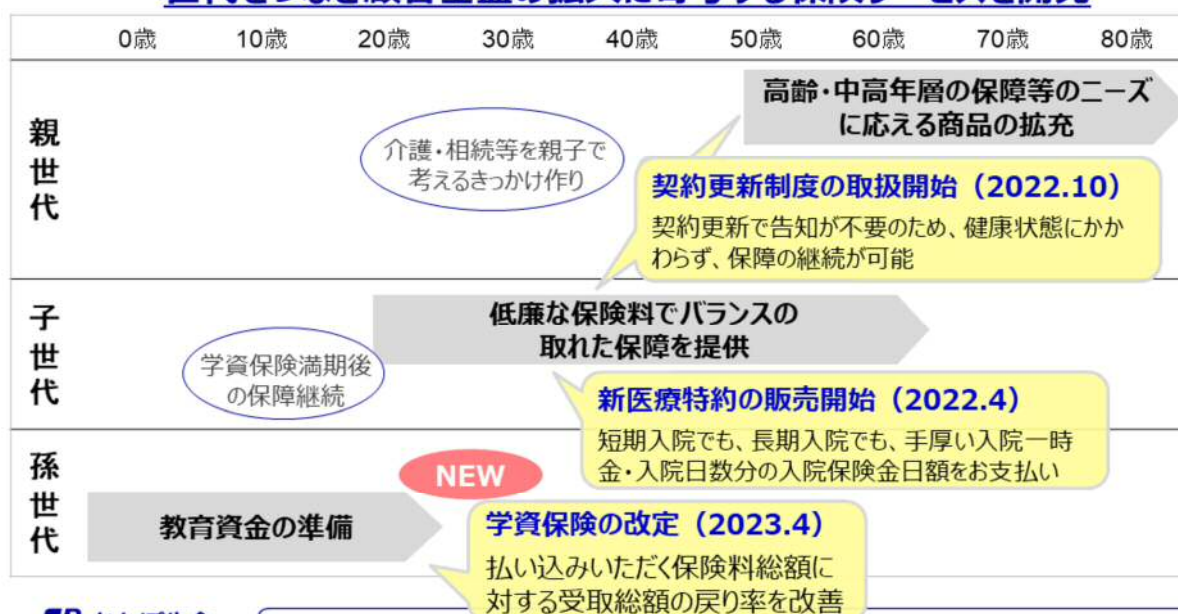 0歳 10歳 20歳 30歳 40歳 50歳 60歳 70歳 80歳
親世代
高齢・中高年層の保障等のニーズ
に応える商品の拡充
介護・相続等を親子で
考えるきっかけ作り
契約更新制度の取扱開始（2022.10）
契約更新で告知が不要のため、健康状態にかか
わらず、保障の継続が可能
子世代
低廉な保険料でバランスの
取れた保障を提供
学資保険満期後
の保障継続
新医療特約の販売開始（2022.4）
短期入院でも、長期入院でも、手厚い入院一時
金・入院日数分の入院保険金日額をお支払い
孫世代
NEW
教育資金の準備
学資保険の改定（2023.4）
払い込みいただく保険料総額に
対する受取総額の戻り率を改善